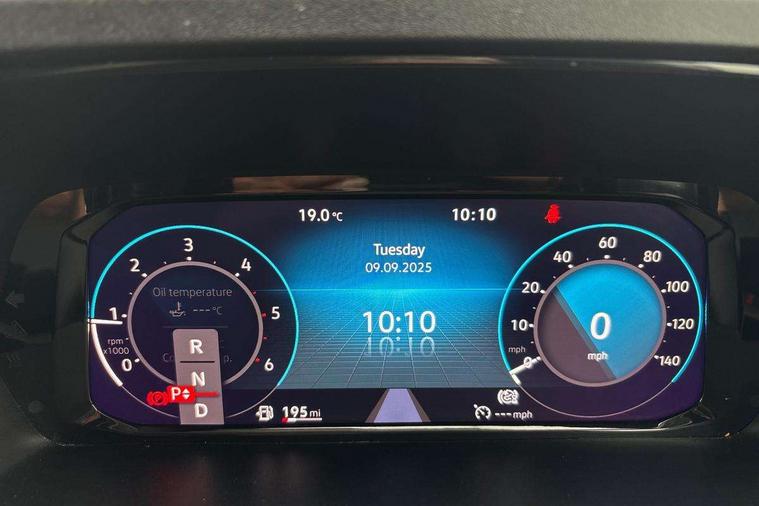 19.0 °C
10:10
Tuesday
09.09.2025
10:10
0
1
2
3
4
5
6
rpm
x1000
Oil temperature
--- °C
R
N
P
D
195 mi
0
10
20
40
60
80
100
120
140
mph
0
mph
--- mph